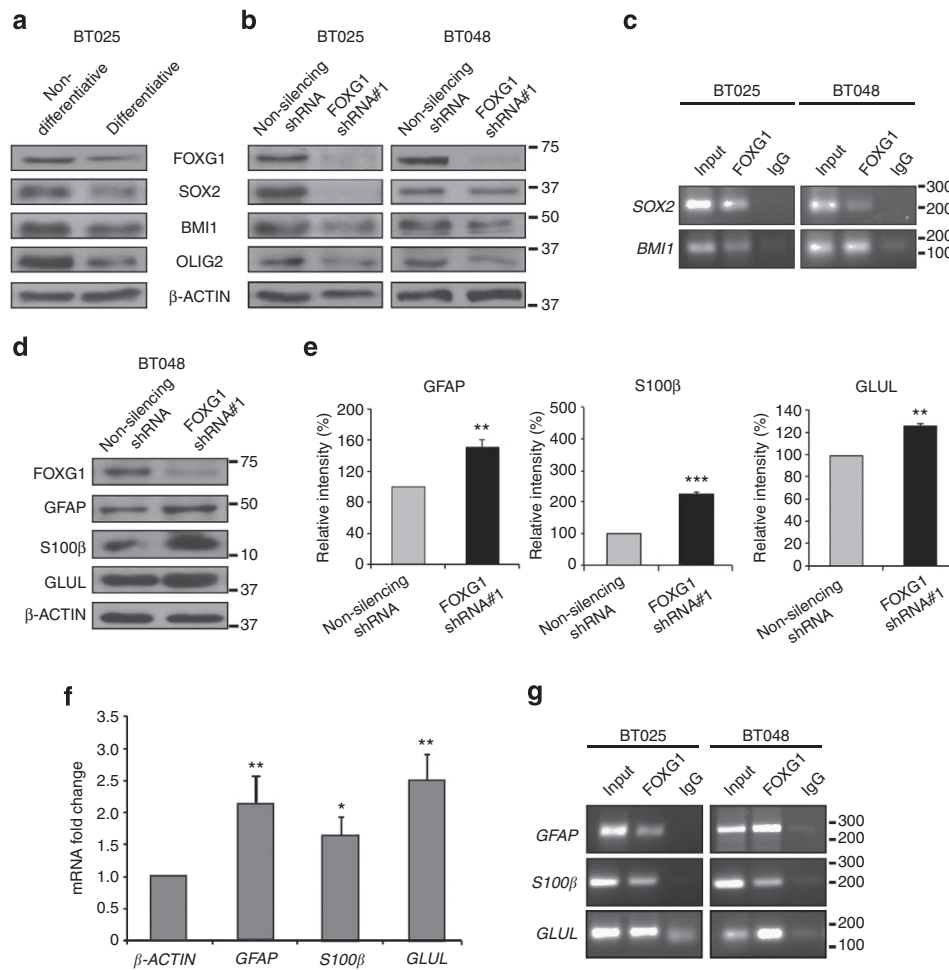 a
BT025
Non-
differentiative
Differentiative
b
BT025
BT048
Non-silencing
shRNA
FOXG1
shRNA#1
Non-silencing
shRNA
FOXG1
shRNA#1
FOXG1
SOX2
BMI1
OLIG2
β-ACTIN
75
37
50
37
37
c
BT025
BT048
Input
FOXG1
IgG
Input
FOXG1
IgG
SOX2
BMI1
300
200
200
100
d
BT048
Non-silencing
shRNA
FOXG1
shRNA#1
FOXG1
GFAP
S100β
GLUL
β-ACTIN
75
50
10
37
37
e
GFAP
Relative intensity (%)
200
160
120
80
40
0
**
Non-silencing
shRNA
FOXG1
shRNA#1
S100β
Relative intensity (%)
500
400
300
200
100
0
***
Non-silencing
shRNA
FOXG1
shRNA#1
GLUL
Relative intensity (%)
140
120
100
80
60
40
20
0
**
Non-silencing
shRNA
FOXG1
shRNA#1
f
mRNA fold change
3.5
3.0
2.5
2.0
1.5
1.0
0.5
0
**
*
**
β-ACTIN
GFAP
S100β
GLUL
g
BT025
BT048
Input
FOXG1
IgG
Input
FOXG1
IgG
GFAP
S100β
GLUL
300
200
300
200
200
100